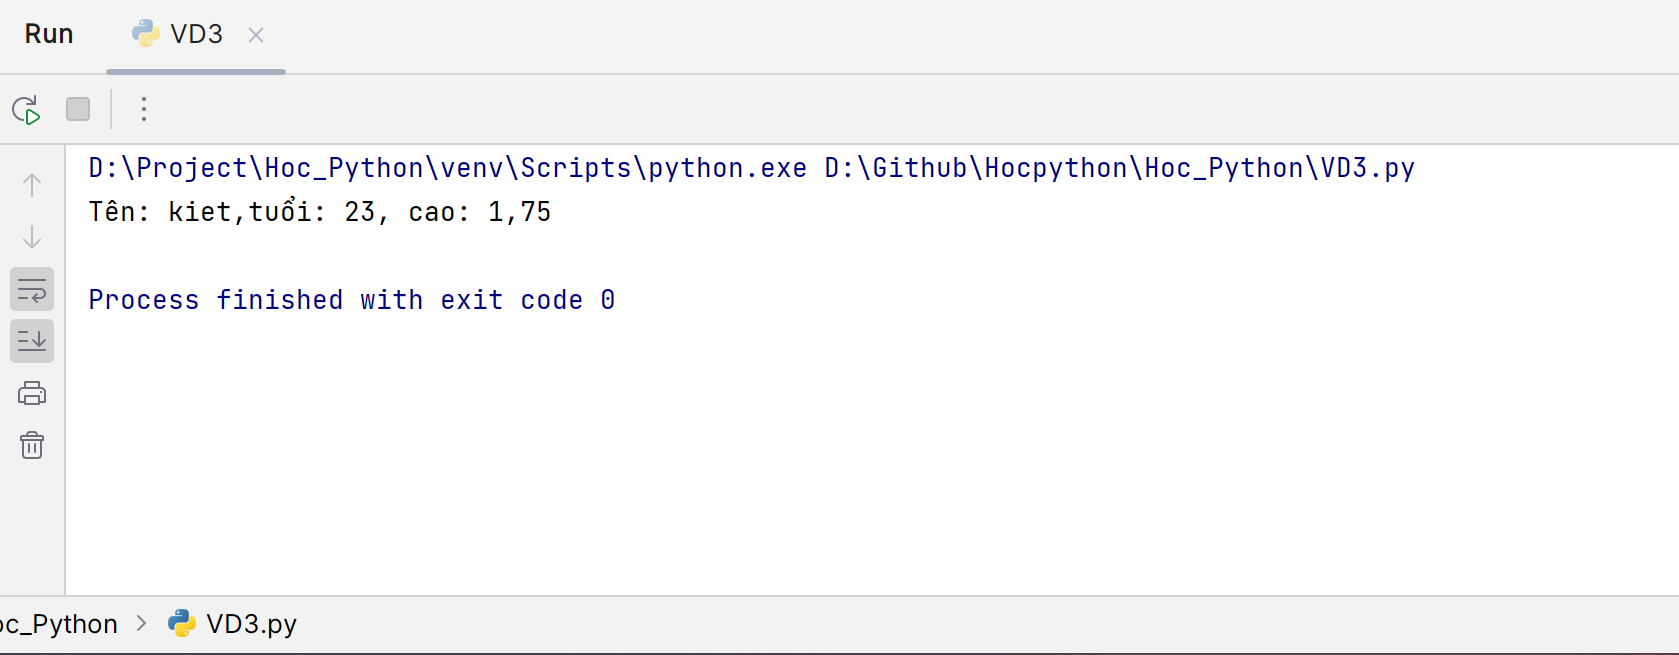 Run VD3
D:\Project\Hoc_Python\venv\Scripts\python.exe D:\Github\Hocpython\Hoc_Python\VD3.py
Tên: kiet,tuổi: 23, cao: 1,75
Process finished with exit code 0
oc_Python > VD3.py